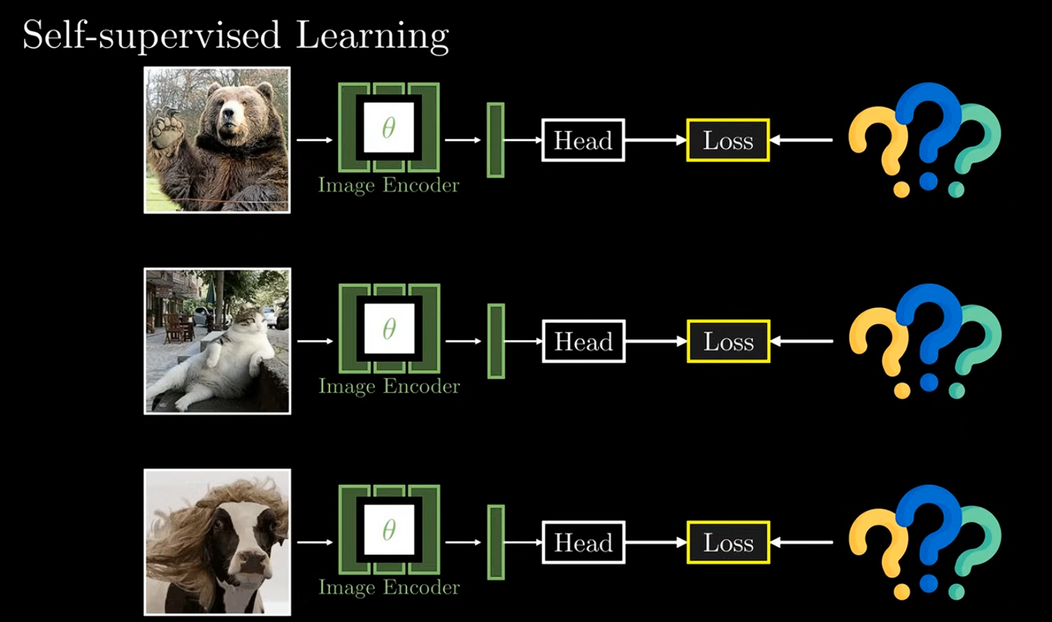 Self-supervised Learning
θ
Head
Loss
Image Encoder
θ
Head
Loss
Image Encoder
θ
Head
Loss
Image Encoder